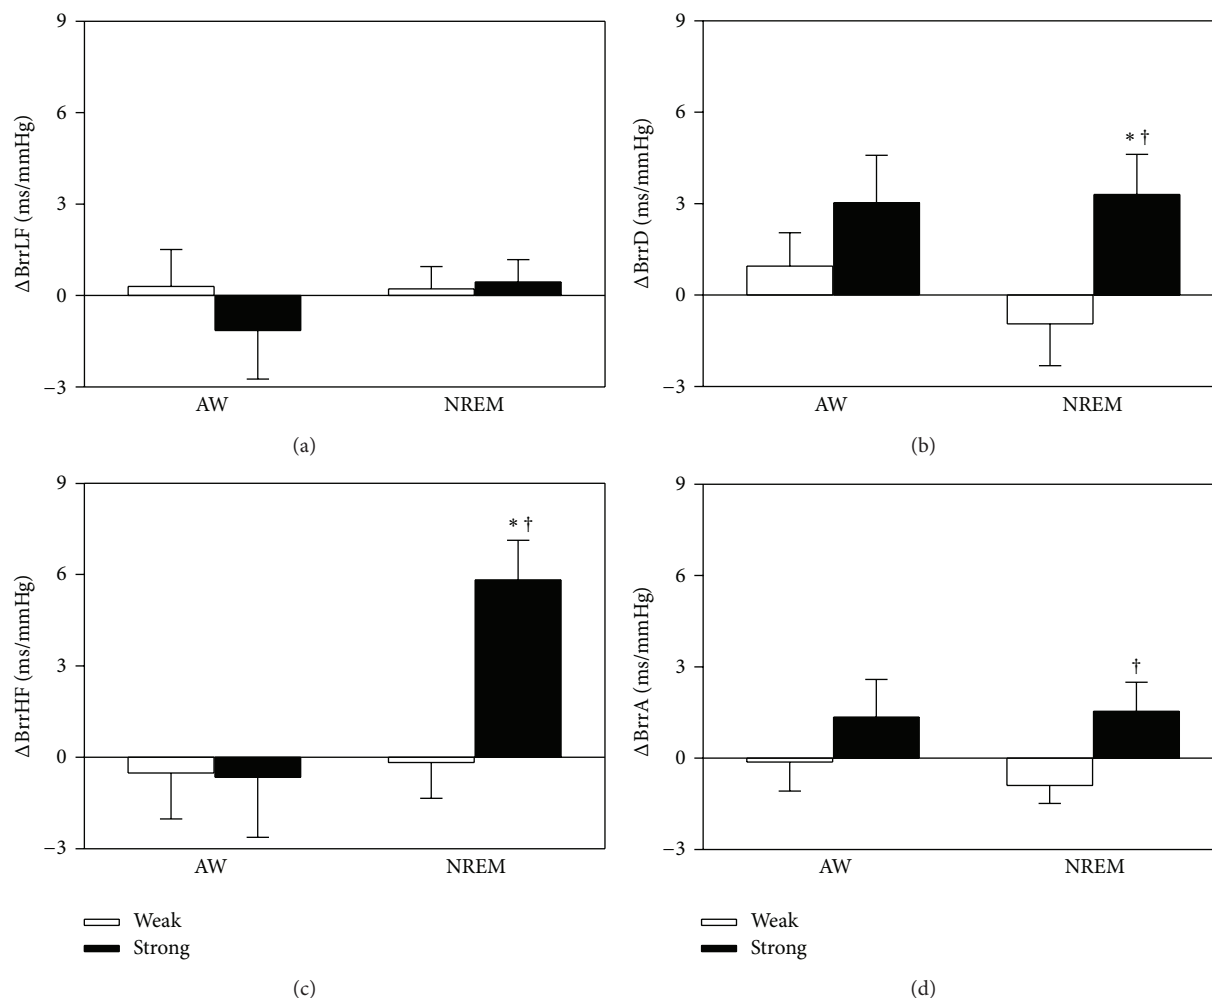 9
6
3
0
−3
ΔBrrLF (ms/mmHg)
AW
NREM
(a)
9
6
3
0
−3
ΔBrrD (ms/mmHg)
* †
AW
NREM
(b)
9
6
3
0
−3
ΔBrrHF (ms/mmHg)
* †
AW
NREM
Weak
Strong
(c)
9
6
3
0
−3
ΔBrrA (ms/mmHg)
†
AW
NREM
Weak
Strong
(d)